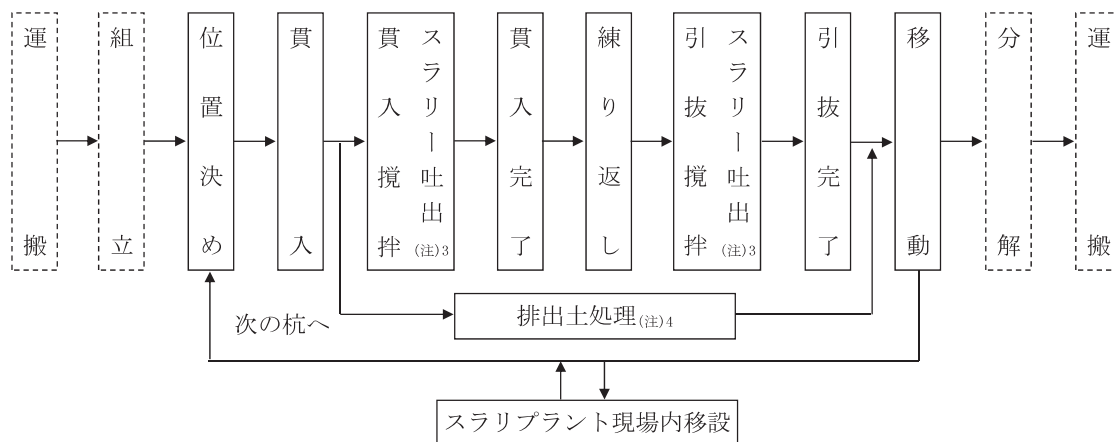 運搬
組立
位置決め
貫入
スラリー吐出(注)3
貫入撹拌
貫入完了
練り返し
スラリー吐出(注)3
引抜撹拌
引抜完了
移動
分解
運搬
排出土処理(注)4
次の杭へ
スラリプラント現場内移設